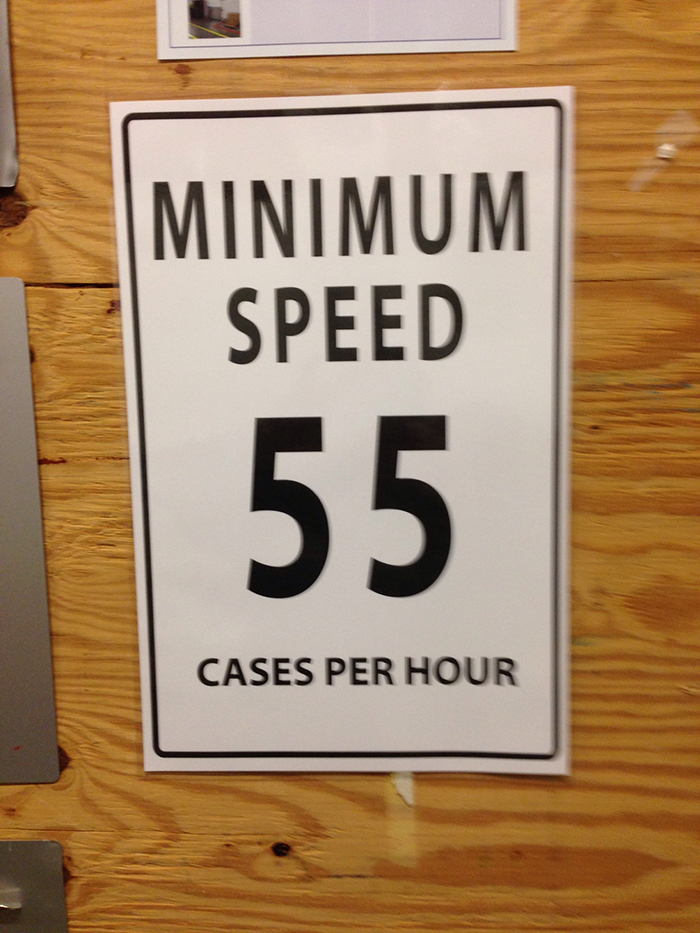 MINIMUM
SPEED
55
CASES PER HOUR